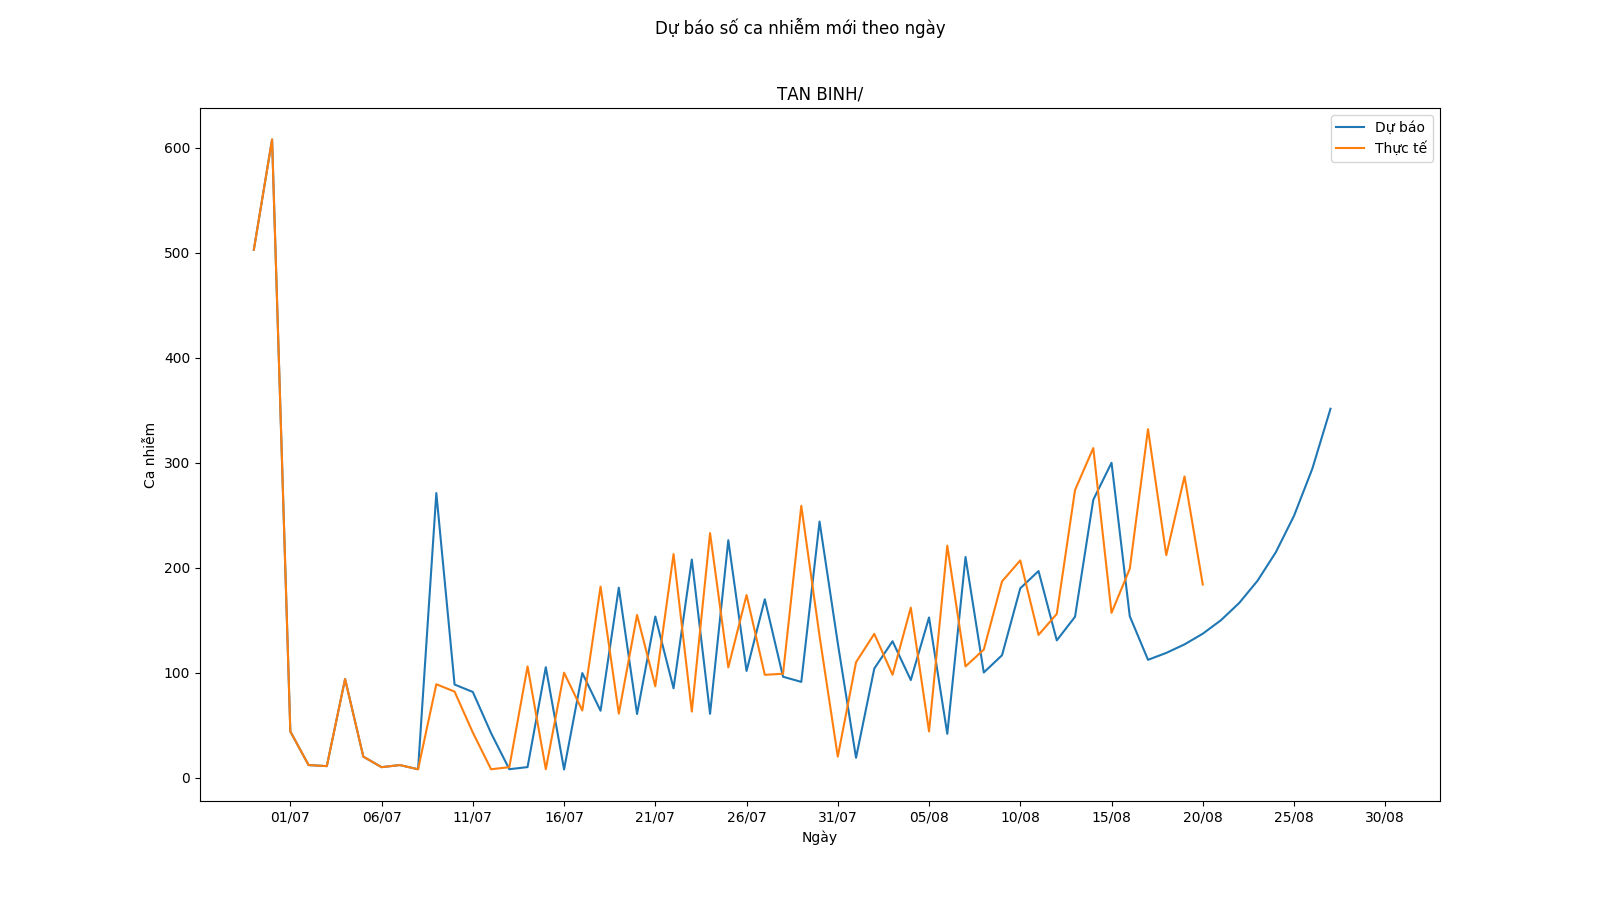 Dự báo số ca nhiễm mới theo ngày
TAN BINH/
Dự báo
Thực tế
600
500
400
300
200
100
0
Ca nhiễm
01/07 06/07 11/07 16/07 21/07 26/07 31/07 05/08 10/08 15/08 20/08 25/08 30/08
Ngày